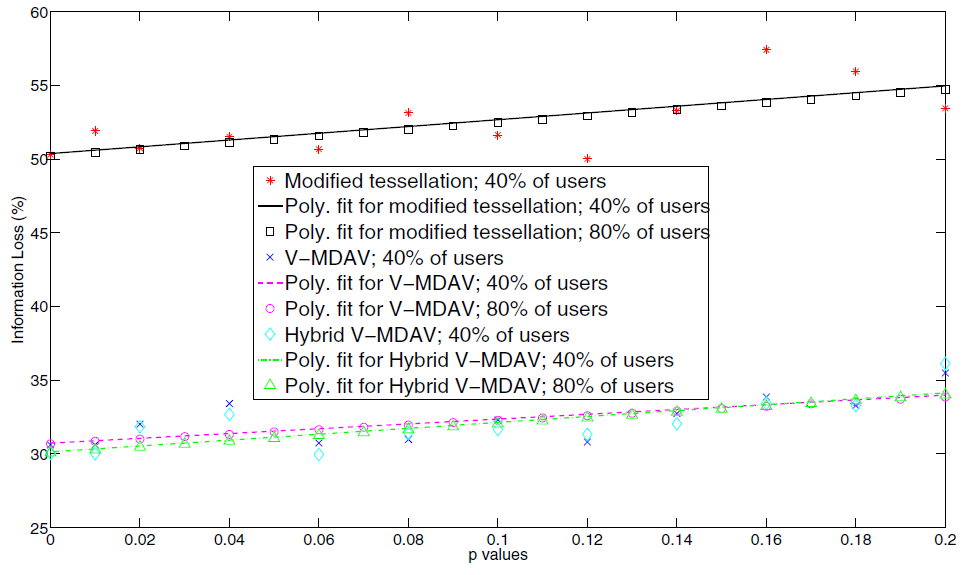 60
55
50
45
40
35
30
25
Information Loss (%)
Modified tessellation; 40% of users
Poly. fit for modified tessellation; 40% of users
Poly. fit for modified tessellation; 80% of users
V−MDAV; 40% of users
Poly. fit for V−MDAV; 40% of users
Poly. fit for V−MDAV; 80% of users
Hybrid V−MDAV; 40% of users
Poly. fit for Hybrid V−MDAV; 40% of users
Poly. fit for Hybrid V−MDAV; 80% of users
0 0.02 0.04 0.06 0.08 0.1 0.12 0.14 0.16 0.18 0.2
p values